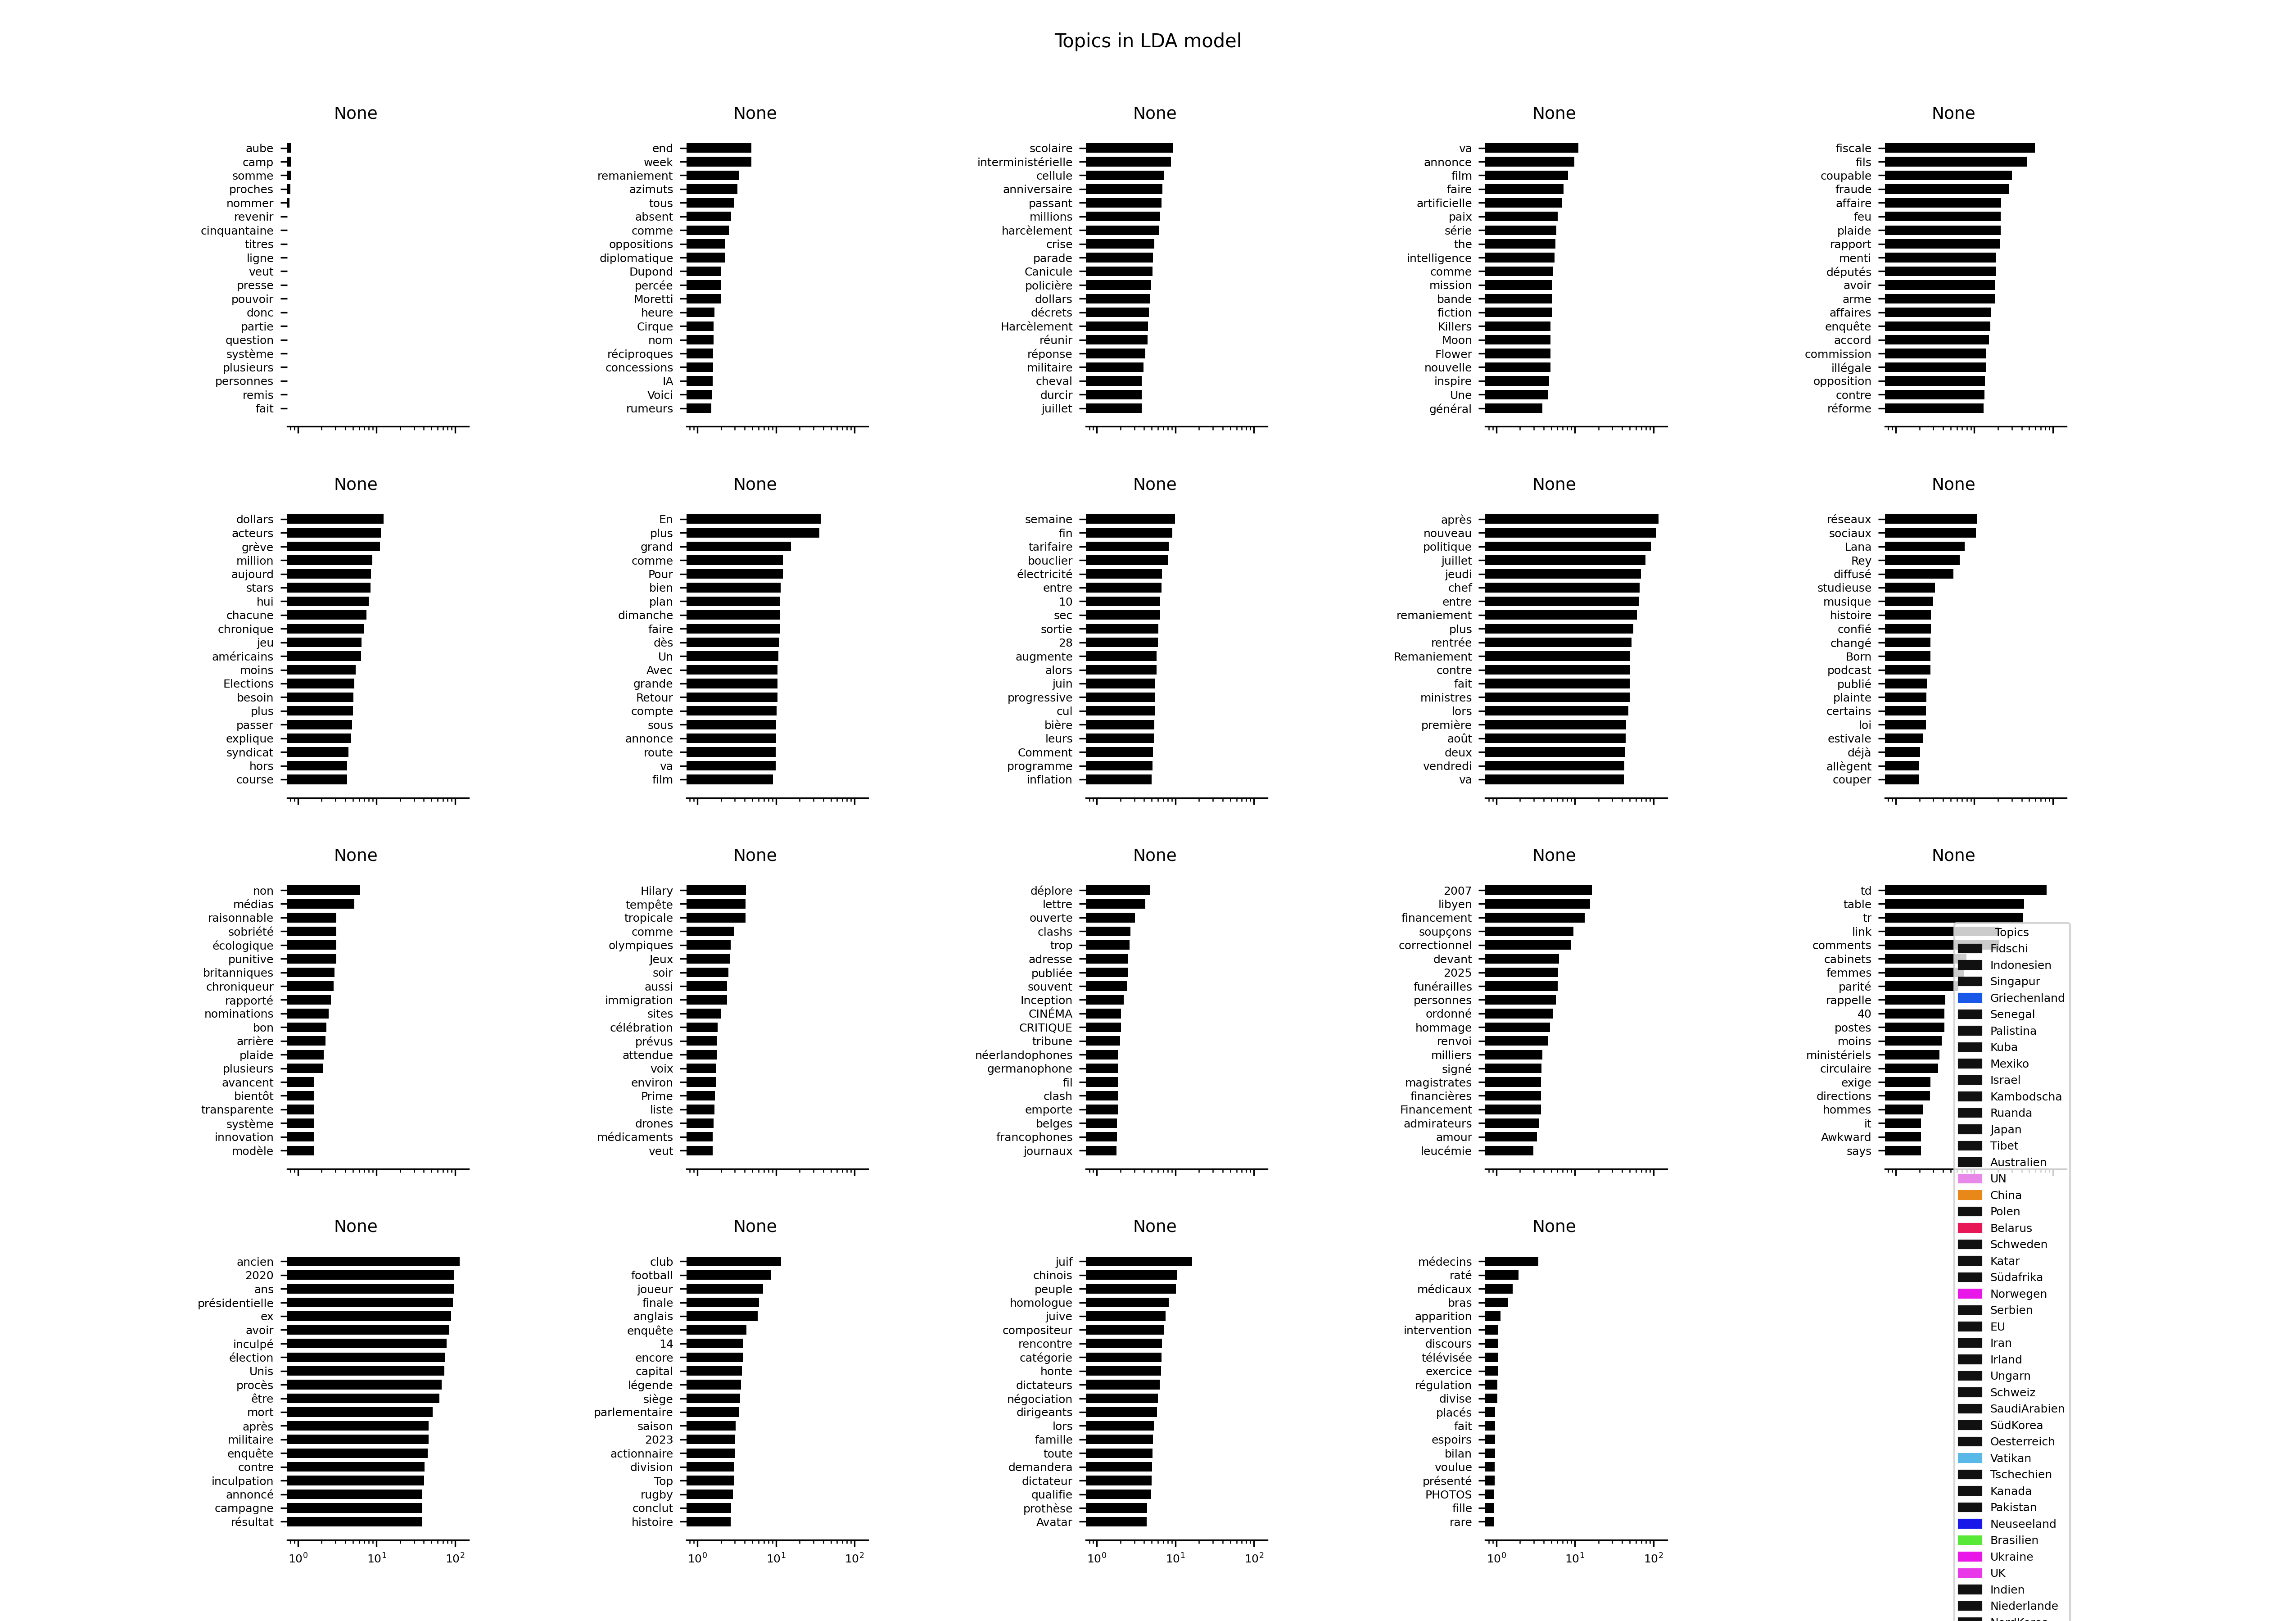 Topics in LDA model
None
aube
camp
somme
proches
nommer
revenir
cinquantaine
titres
ligne
veut
presse
pouvoir
donc
partie
question
système
plusieurs
personnes
remis
fait
None
end
week
remaniement
azimuts
tous
absent
comme
oppositions
diplomatique
Dupond
percée
Moretti
heure
Cirque
nom
réciproques
concessions
IA
Voici
rumeurs
None
scolaire
interministérielle
cellule
anniversaire
passant
millions
harcèlement
crise
parade
Canicule
policière
dollars
décrets
Harcèlement
réunir
réponse
militaire
cheval
durcir
juillet
None
va
annonce
film
faire
artificielle
paix
série
the
intelligence
comme
mission
bande
fiction
Killers
Moon
Flower
nouvelle
inspire
Une
général
None
fiscale
fils
coupable
fraude
affaire
feu
plaide
rapport
menti
députés
avoir
arme
affaires
enquête
accord
commission
illégale
opposition
contre
réforme
None
dollars
acteurs
grève
million
aujourd
stars
hui
chacune
chronique
jeu
américains
moins
Elections
besoin
plus
passer
explique
syndicat
hors
course
None
En
plus
grand
comme
Pour
bien
plan
dimanche
faire
dès
Un
Avec
grande
Retour
compte
sous
annonce
route
va
film
None
semaine
fin
tarifaire
bouclier
électricité
entre
10
sec
sortie
28
augmente
alors
juin
progressive
cul
bière
leurs
Comment
programme
inflation
None
après
nouveau
politique
juillet
jeudi
chef
entre
remaniement
plus
rentrée
Remaniement
contre
fait
ministres
lors
première
août
deux
vendredi
va
None
réseaux
sociaux
Lana
Rey
diffusé
studieuse
musique
histoire
confié
changé
Born
podcast
publié
plainte
certains
loi
estivale
déjà
allègent
couper
None
non
médias
raisonnable
sobriété
écologique
punitive
britanniques
chroniqueur
rapporté
nominations
bon
arrière
plaide
plusieurs
avancent
bientôt
transparente
système
innovation
modèle
None
Hilary
tempête
tropicale
comme
olympiques
Jeux
soir
aussi
immigration
sites
célébration
prévus
attendue
voix
environ
Prime
liste
drones
médicaments
veut
None
déplore
lettre
ouverte
clashs
trop
adresse
publiée
souvent
Inception
CINÉMA
CRITIQUE
tribune
néerlandophones
germanophone
fil
clash
emporte
belges
francophones
journaux
None
2007
libyen
financement
soupçons
correctionnel
devant
2025
funérailles
personnes
ordonné
hommage
renvoi
milliers
signé
magistrates
financières
Financement
admirateurs
amour
leucémie
None
td
table
tr
link
comments
cabinets
femmes
parité
rappelle
40
postes
moins
ministériels
circulaire
exige
directions
hommes
it
Awkward
says
Topics
Fidschi
Indonesien
Singapur
Griechenland
Senegal
Palistina
Kuba
Mexiko
Israel
Kambodscha
Ruanda
Japan
Tibet
Australien
UN
China
Polen
Belarus
Schweden
Katar
Südafrika
Norwegen
Serbien
EU
Iran
Irland
Ungarn
Schweiz
SaudiArabien
SüdKorea
Oesterreich
Vatikan
Tschechien
Kanada
Pakistan
Neuseeland
Brasilien
Ukraine
UK
Indien
Niederlande
None
ancien
2020
ans
présidentielle
ex
avoir
inculpé
élection
Unis
procès
être
mort
après
militaire
enquête
contre
inculpation
annoncé
campagne
résultat
10⁰ 10¹ 10²
None
club
football
joueur
finale
anglais
enquête
14
encore
capital
légende
siège
parlementaire
saison
2023
actionnaire
division
Top
rugby
conclut
histoire
10⁰ 10¹ 10²
None
juif
chinois
peuple
homologue
juive
compositeur
rencontre
catégorie
honte
dictateurs
négociation
dirigeants
lors
famille
toute
demandera
dictateur
qualifie
prothèse
Avatar
10⁰ 10¹ 10²
None
médecins
raté
médicaux
bras
apparition
intervention
discours
télévisée
exercice
régulation
divise
placés
fait
espoirs
bilan
voulue
présenté
PHOTOS
fille
rare
10⁰ 10¹ 10²